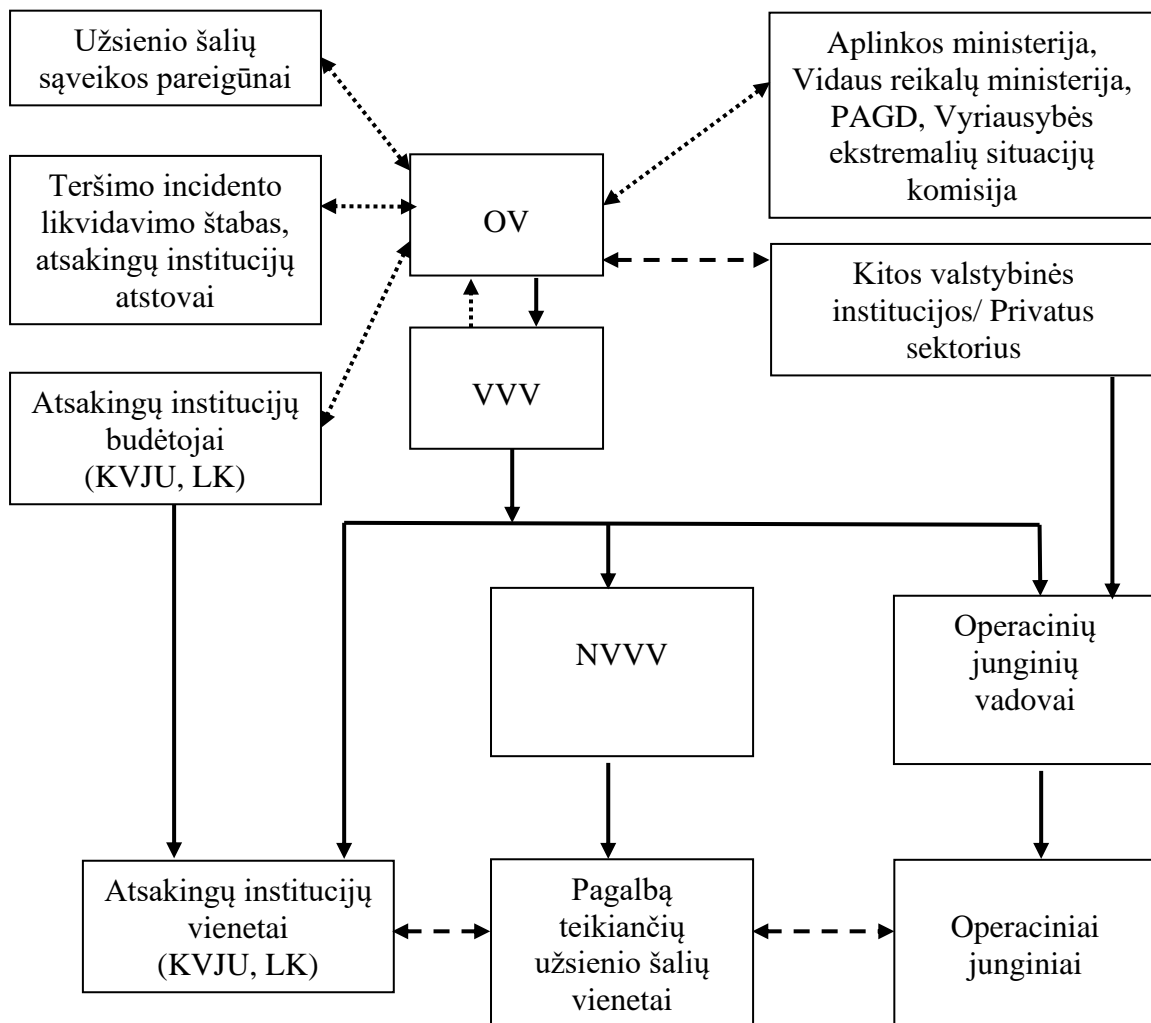 Užsienio šalių
sąveikos pareigūnai
Aplinkos ministerija,
Vidaus reikalų ministerija,
PAGD, Vyriausybės
ekstremalių situacijų
komisija
Teršimo incidento
likvidavimo štabas,
atsakingų institucijų
atstovai
OV
Kitos valstybinės
institucijos/ Privatus
sektorius
VVV
Atsakingų institucijų
budėtojai
(KVJU, LK)
NVVV
Operacinių
junginių
vadovai
Atsakingų institucijų
vienetai
(KVJU, LK)
Pagalbą
teikiančių
užsienio šalių
vienetai
Operaciniai
junginiai